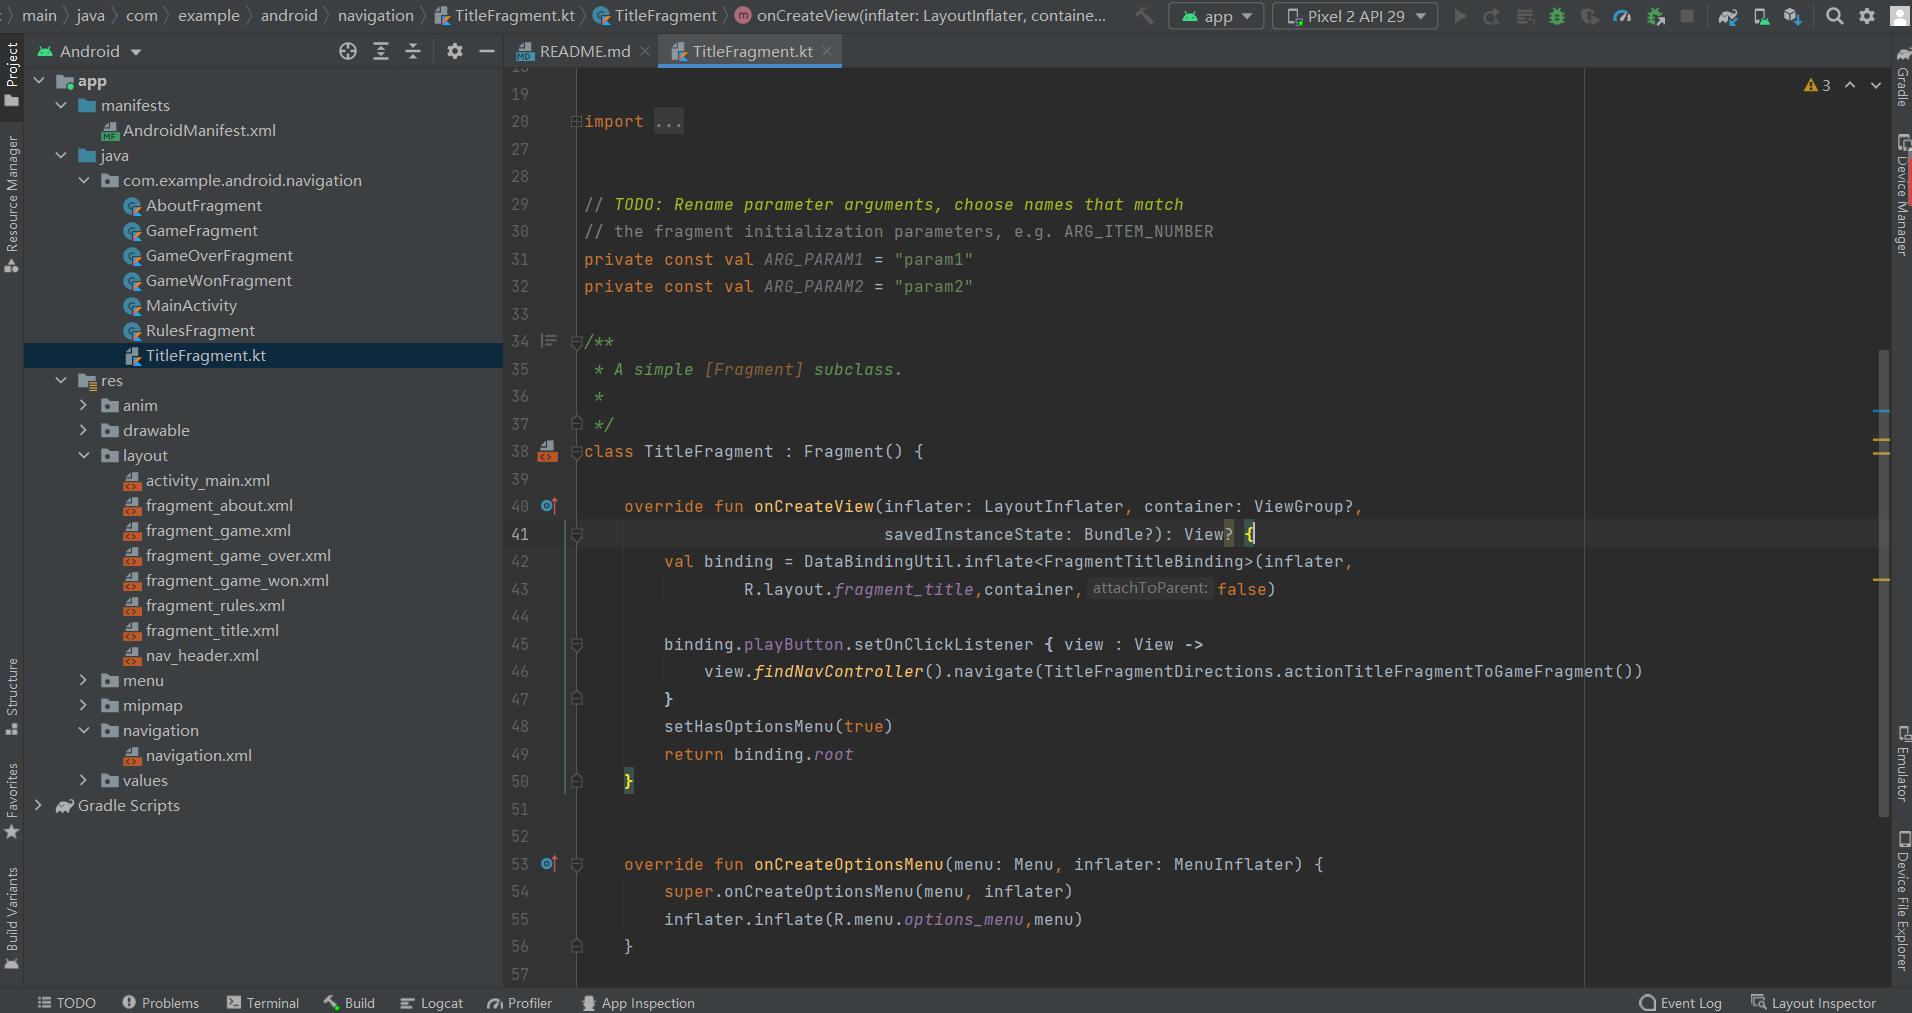 main java com example android navigation TitleFragment.kt TitleFragment onCreateView(inflater: LayoutInflater, containe...
app
Pixel 2 API 29
Project
Android
README.md
TitleFragment.kt
3
Resource Manager
Structure
Favorites
Build Variants
app
manifests
AndroidManifest.xml
java
com.example.android.navigation
AboutFragment
GameFragment
GameOverFragment
GameWonFragment
MainActivity
RulesFragment
TitleFragment.kt
res
anim
drawable
layout
activity_main.xml
fragment_about.xml
fragment_game.xml
fragment_game_over.xml
fragment_game_won.xml
fragment_rules.xml
fragment_title.xml
nav_header.xml
menu
mipmap
navigation
navigation.xml
values
Gradle Scripts
18
19
20 import ...
27
28
29 // TODO: Rename parameter arguments, choose names that match
30 // the fragment initialization parameters, e.g. ARG_ITEM_NUMBER
31 private const val ARG_PARAM1 = "param1"
32 private const val ARG_PARAM2 = "param2"
33
34 /**
35 * A simple [Fragment] subclass.
36 *
37 */
38 class TitleFragment : Fragment() {
39
40 override fun onCreateView(inflater: LayoutInflater, container: ViewGroup?,
41 savedInstanceState: Bundle?): View? {
42 val binding = DataBindingUtil.inflate<FragmentTitleBinding>(inflater,
43 R.layout.fragment_title,container, attachToParent: false)
44
45 binding.playButton.setOnClickListener { view : View ->
46 view.findNavController().navigate(TitleFragmentDirections.actionTitleFragmentToGameFragment())
47 }
48 setHasOptionsMenu(true)
49 return binding.root
50 }
51
52
53 override fun onCreateOptionsMenu(menu: Menu, inflater: MenuInflater) {
54 super.onCreateOptionsMenu(menu, inflater)
55 inflater.inflate(R.menu.options_menu,menu)
56 }
57
Gradle
Device Manager
Emulator
Device File Explorer
TODO Problems Terminal Build Logcat Profiler App Inspection Event Log Layout Inspector